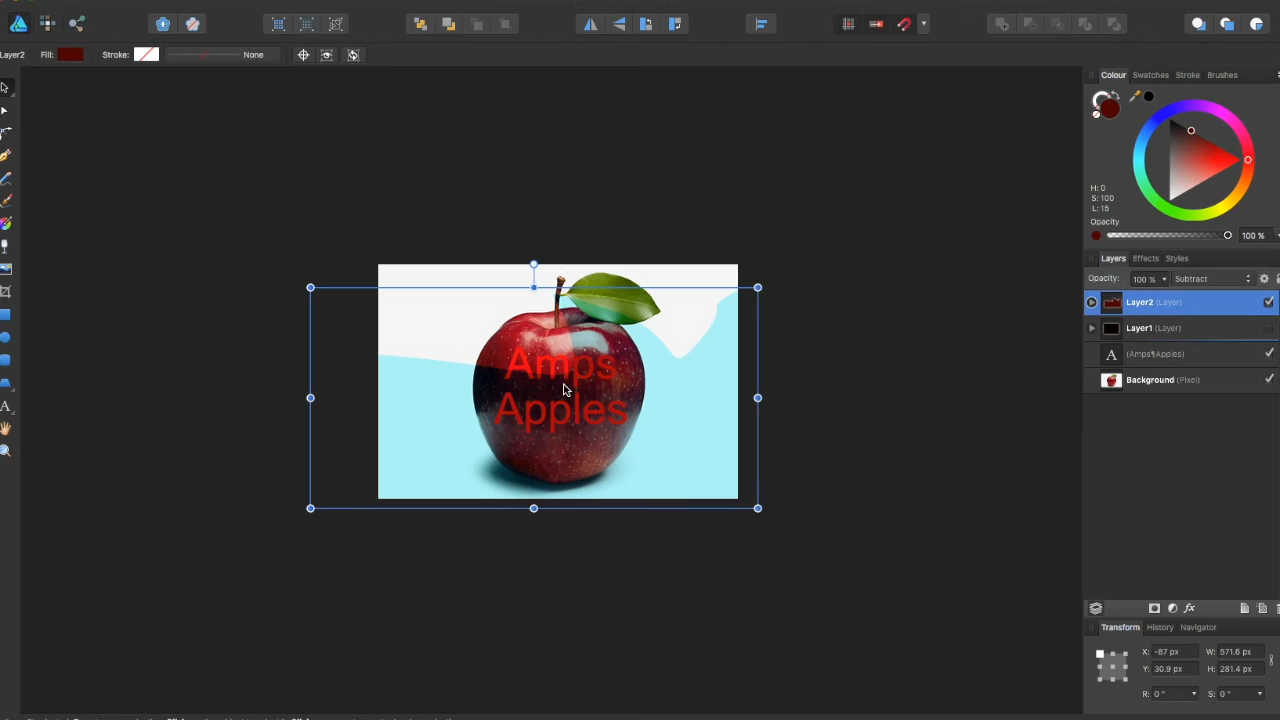 Layer2 Fill: Stroke: None
Colour Swatches Stroke Brushes
H: 0
S: 100
L: 15
Opacity
100 %
Layers Effects Styles
Opacity: 100 % Subtract
Layer2 (Layer)
Layer1 (Layer)
A (Amps¶Apples)
Background (Pixel)
Amps
Apples
A
fx
Transform History Navigator
X: -87 px W: 571.6 px
Y: 30.9 px H: 281.4 px
R: 0 ° S: 0 °